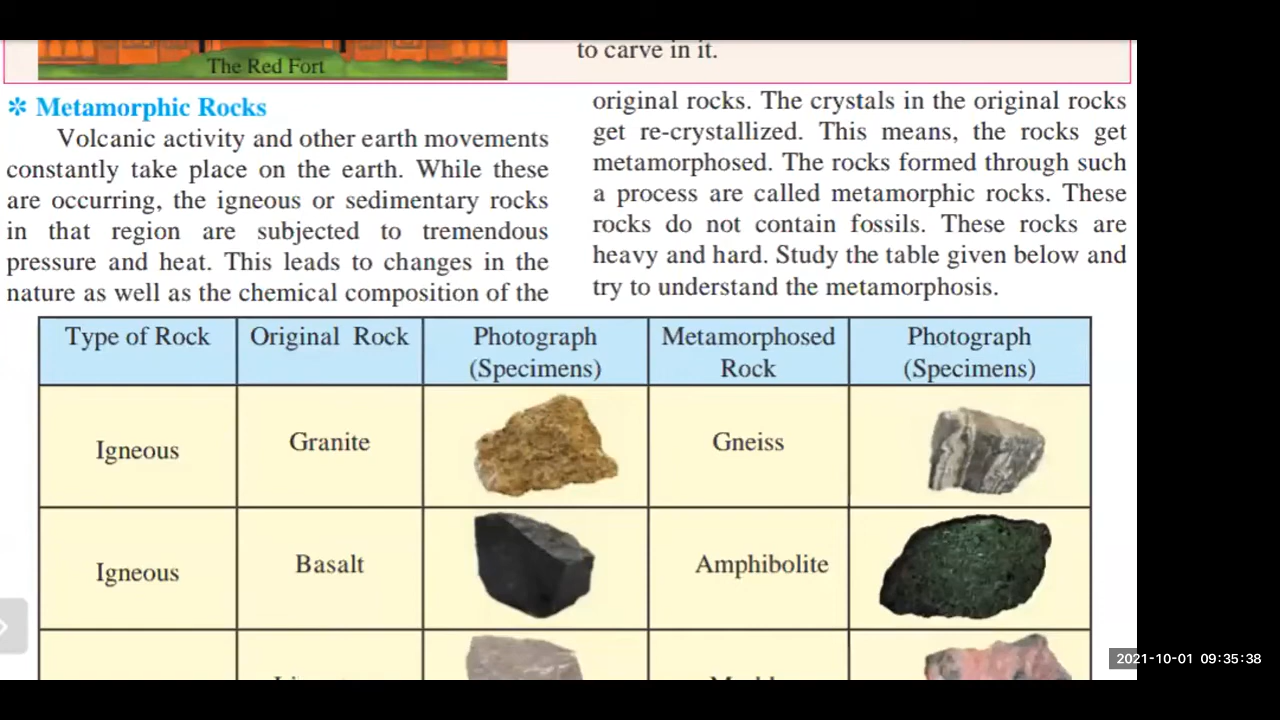 The Red Fort
to carve in it.
✻ Metamorphic Rocks
Volcanic activity and other earth movements
constantly take place on the earth. While these
are occurring, the igneous or sedimentary rocks
in that region are subjected to tremendous
pressure and heat. This leads to changes in the
nature as well as the chemical composition of the
original rocks. The crystals in the original rocks
get re-crystallized. This means, the rocks get
metamorphosed. The rocks formed through such
a process are called metamorphic rocks. These
rocks do not contain fossils. These rocks are
heavy and hard. Study the table given below and
try to understand the metamorphosis.
Type of Rock Original Rock Photograph (Specimens) Metamorphosed Rock Photograph (Specimens)
Igneous Granite Gneiss
Igneous Basalt Amphibolite
2021-10-01 09:35:38